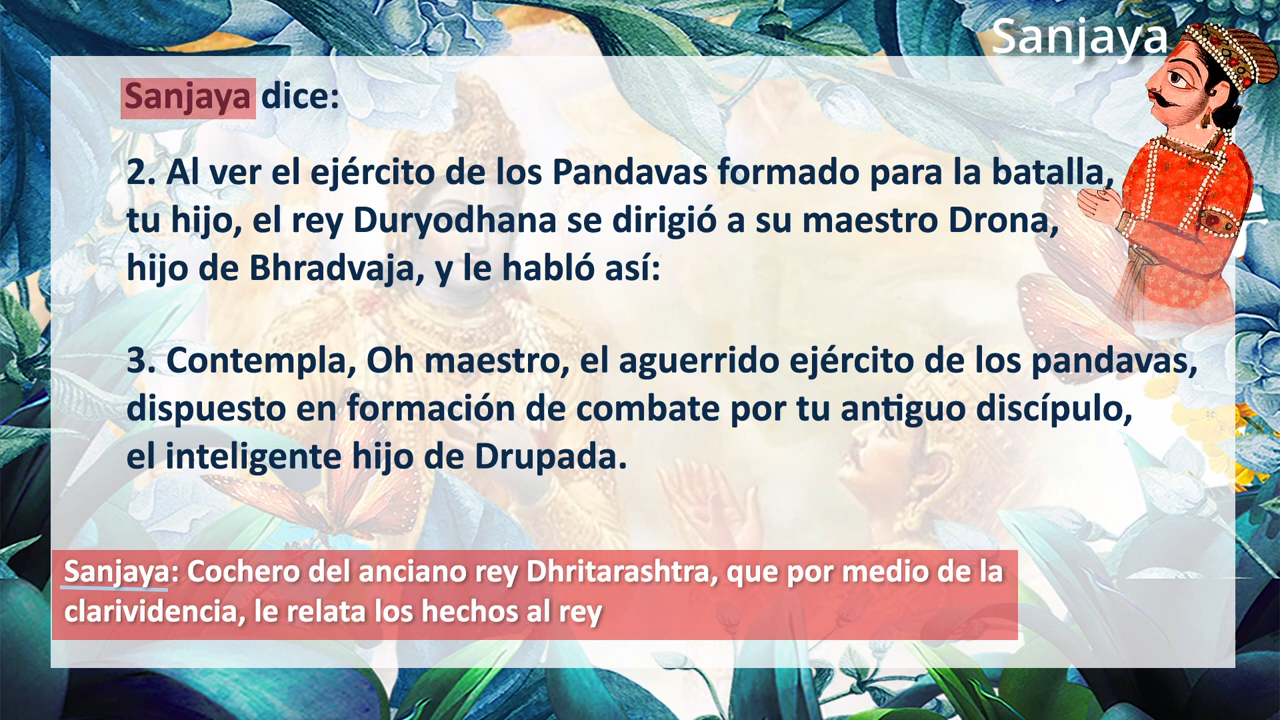 Sanjaya
Sanjaya dice:
2. Al ver el ejército de los Pandavas formado para la batalla,
tu hijo, el rey Duryodhana se dirigió a su maestro Drona,
hijo de Bhradvaja, y le habló así:
3. Contempla, Oh maestro, el aguerrido ejército de los pandavas,
dispuesto en formación de combate por tu antiguo discípulo,
el inteligente hijo de Drupada.
Sanjaya: Cochero del anciano rey Dhritarashtra, que por medio de la
clarividencia, le relata los hechos al rey